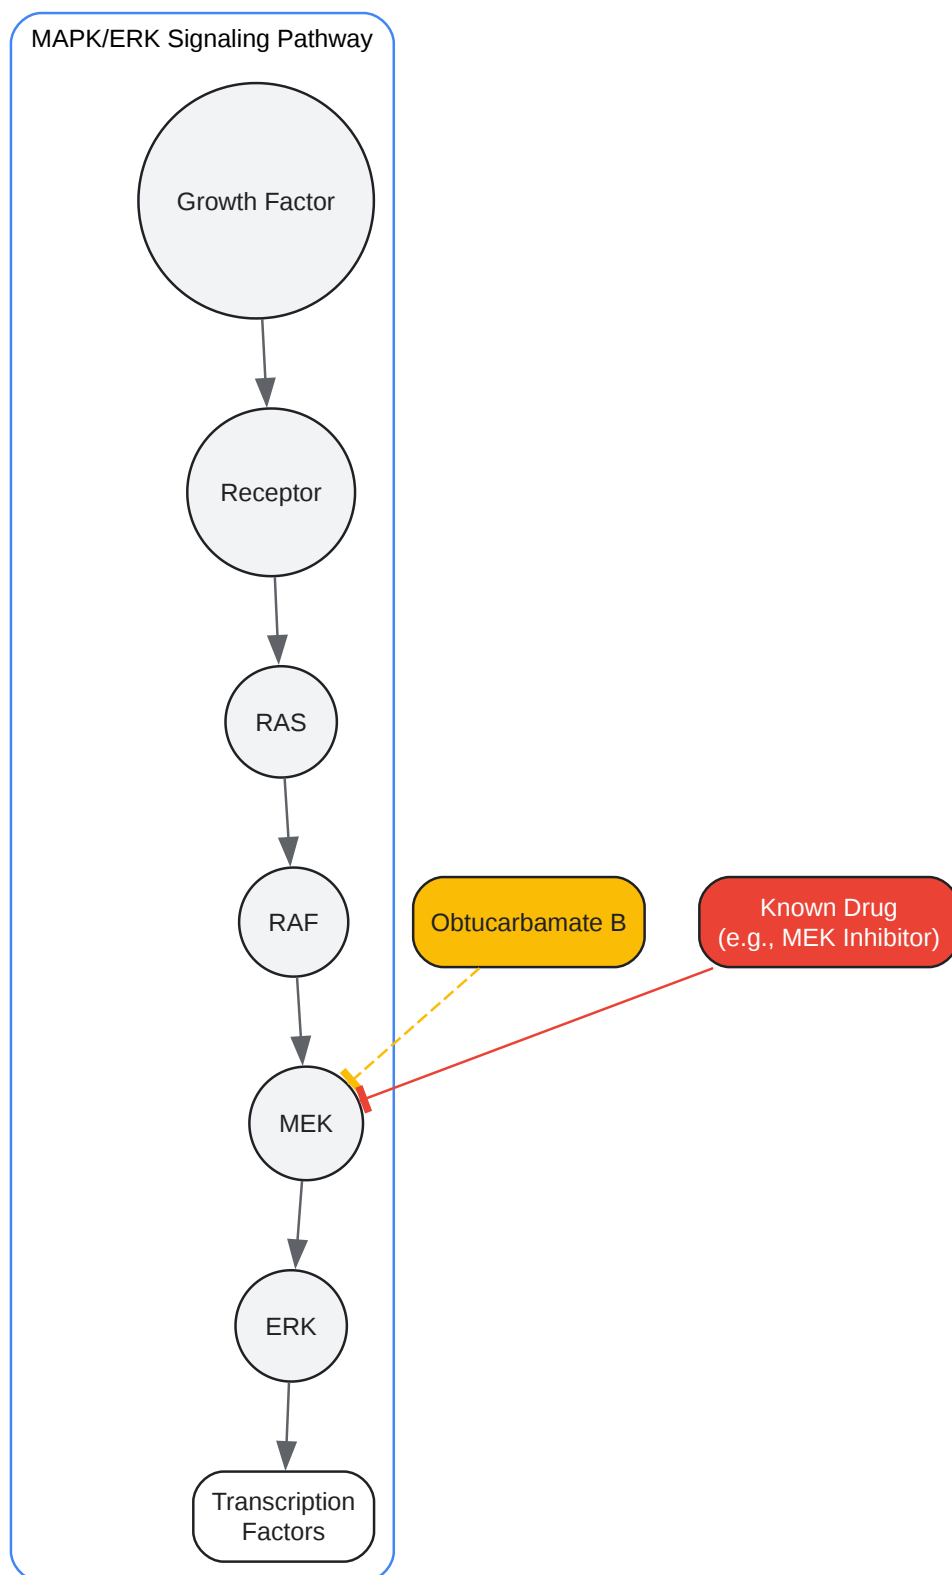 MAPK/ERK Signaling Pathway
Growth Factor
Receptor
RAS
RAF
Obtucarbamate B
Known Drug
(e.g., MEK Inhibitor)
MEK
ERK
Transcription
Factors